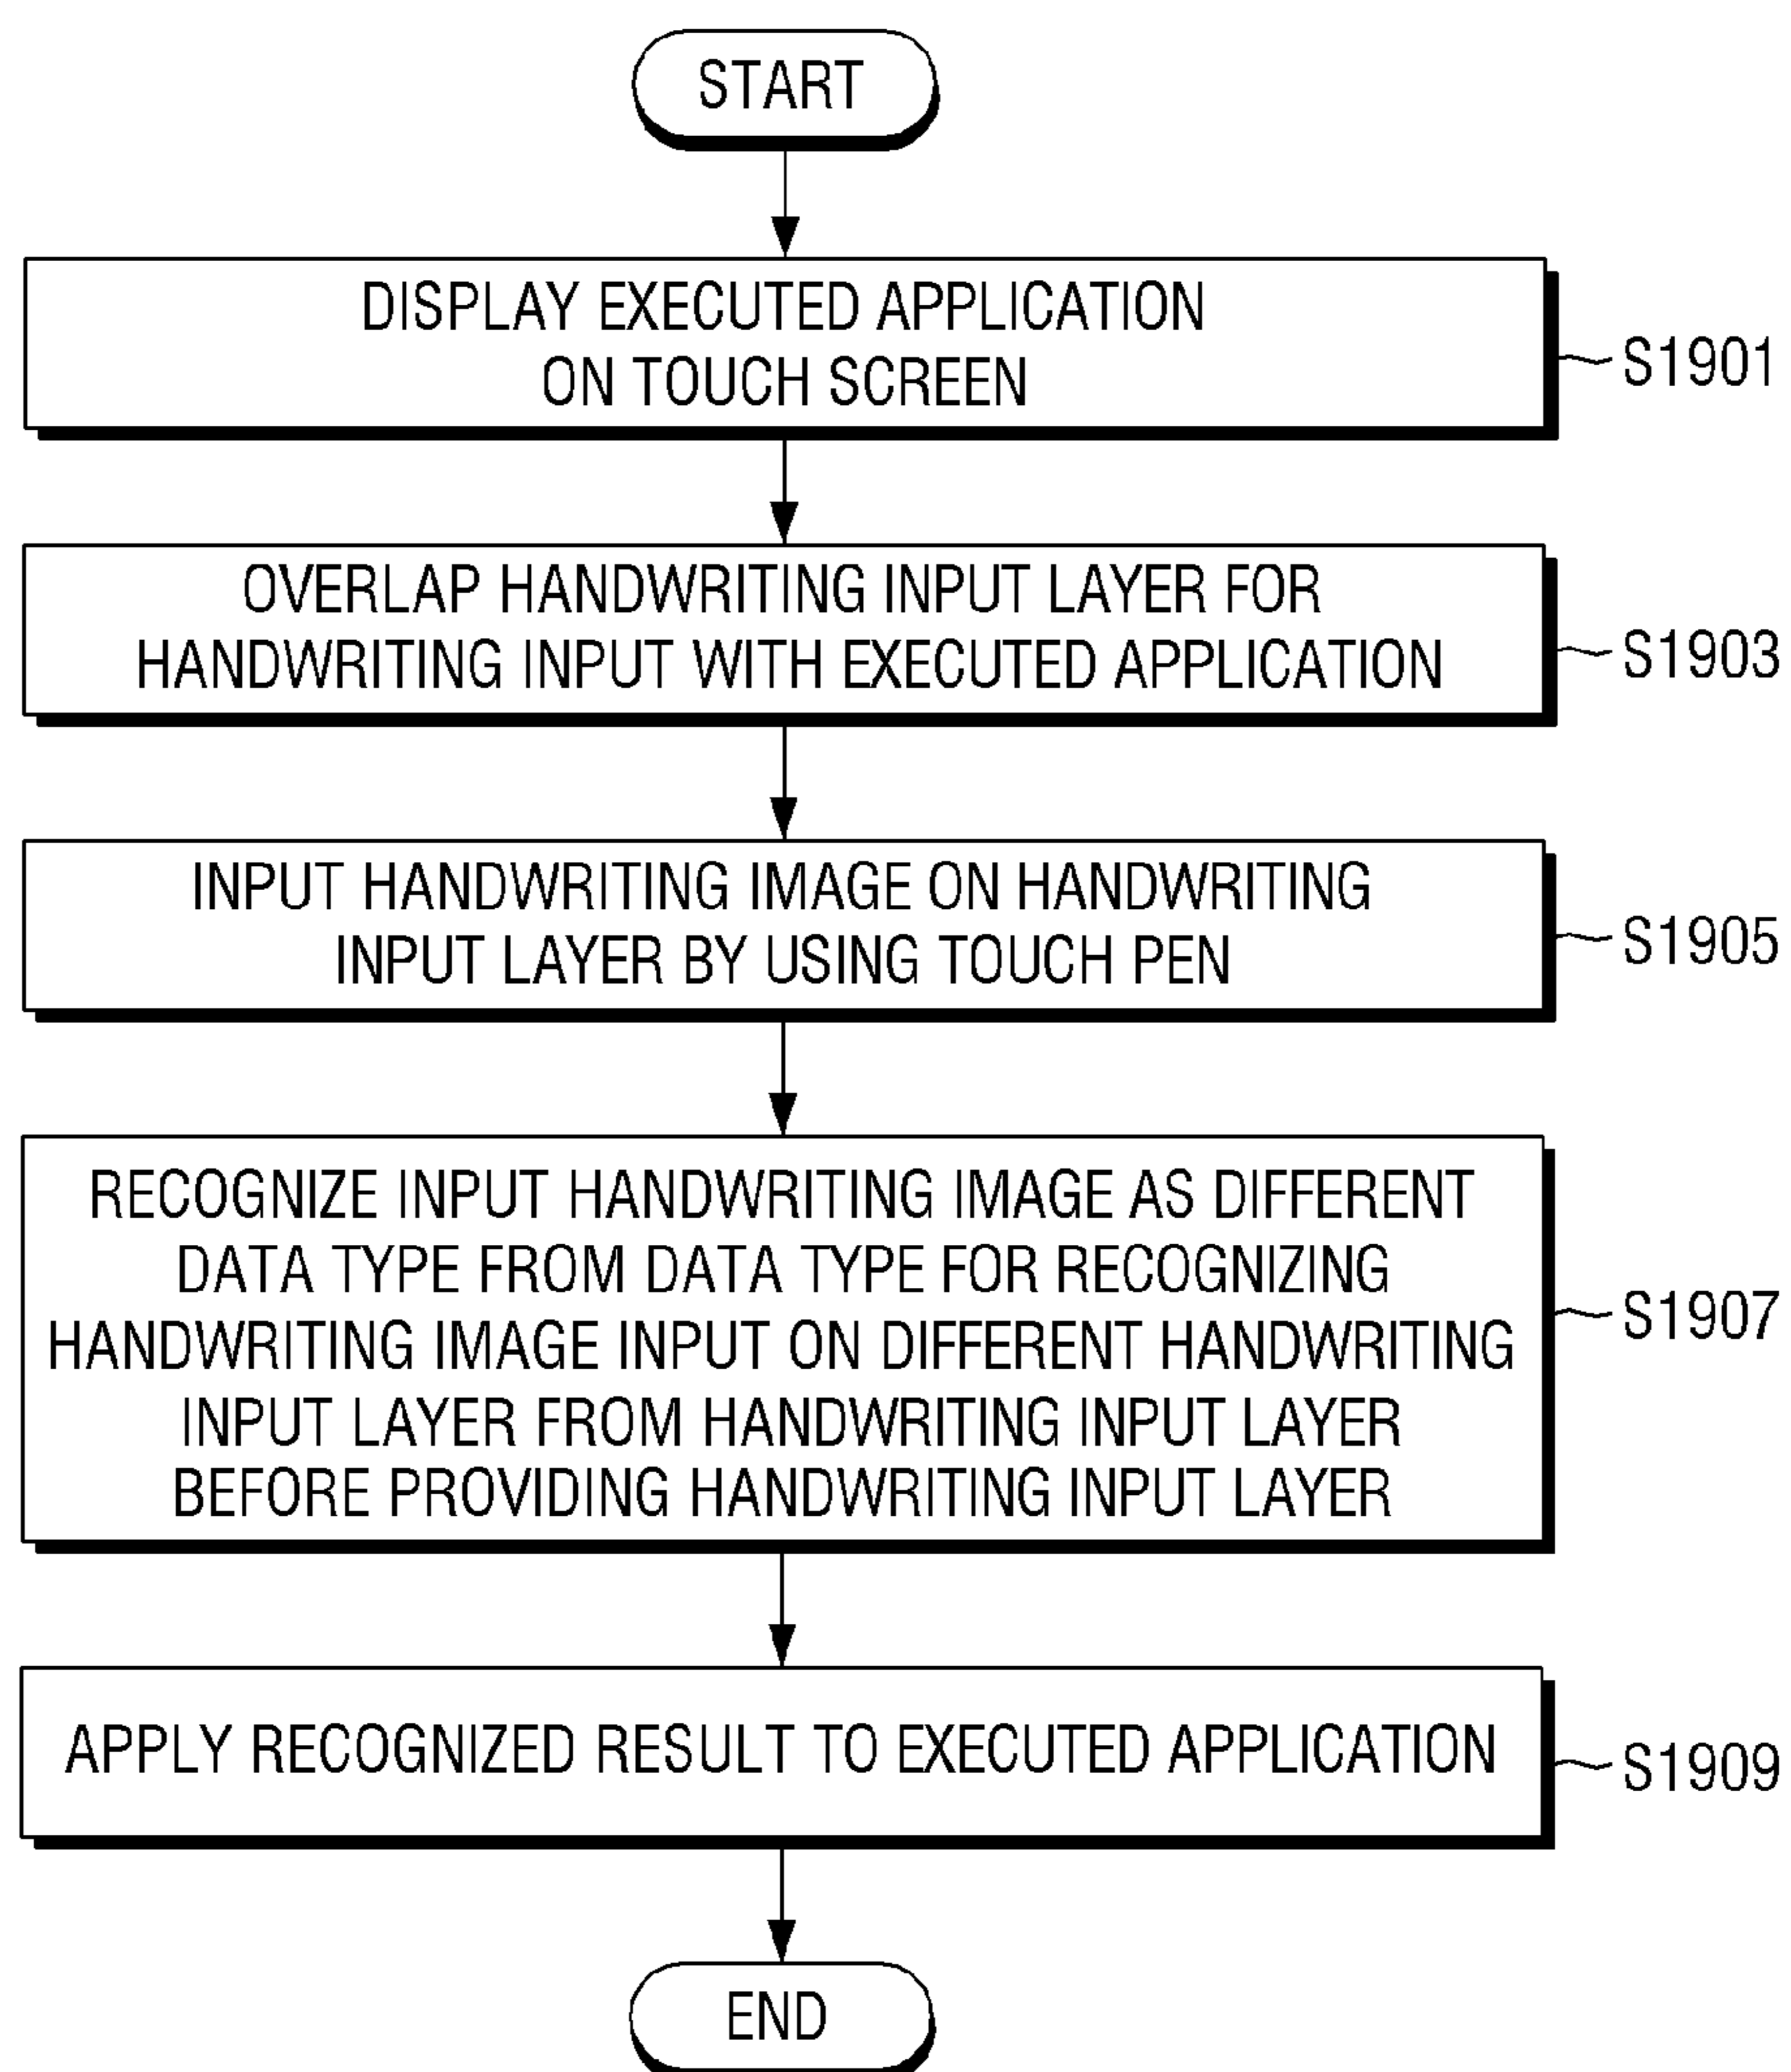 START
DISPLAY EXECUTED APPLICATION
ON TOUCH SCREEN
S1901
OVERLAP HANDWRITING INPUT LAYER FOR
HANDWRITING INPUT WITH EXECUTED APPLICATION
S1903
INPUT HANDWRITING IMAGE ON HANDWRITING
INPUT LAYER BY USING TOUCH PEN
S1905
RECOGNIZE INPUT HANDWRITING IMAGE AS DIFFERENT
DATA TYPE FROM DATA TYPE FOR RECOGNIZING
HANDWRITING IMAGE INPUT ON DIFFERENT HANDWRITING
INPUT LAYER FROM HANDWRITING INPUT LAYER
BEFORE PROVIDING HANDWRITING INPUT LAYER
S1907
APPLY RECOGNIZED RESULT TO EXECUTED APPLICATION
S1909
END